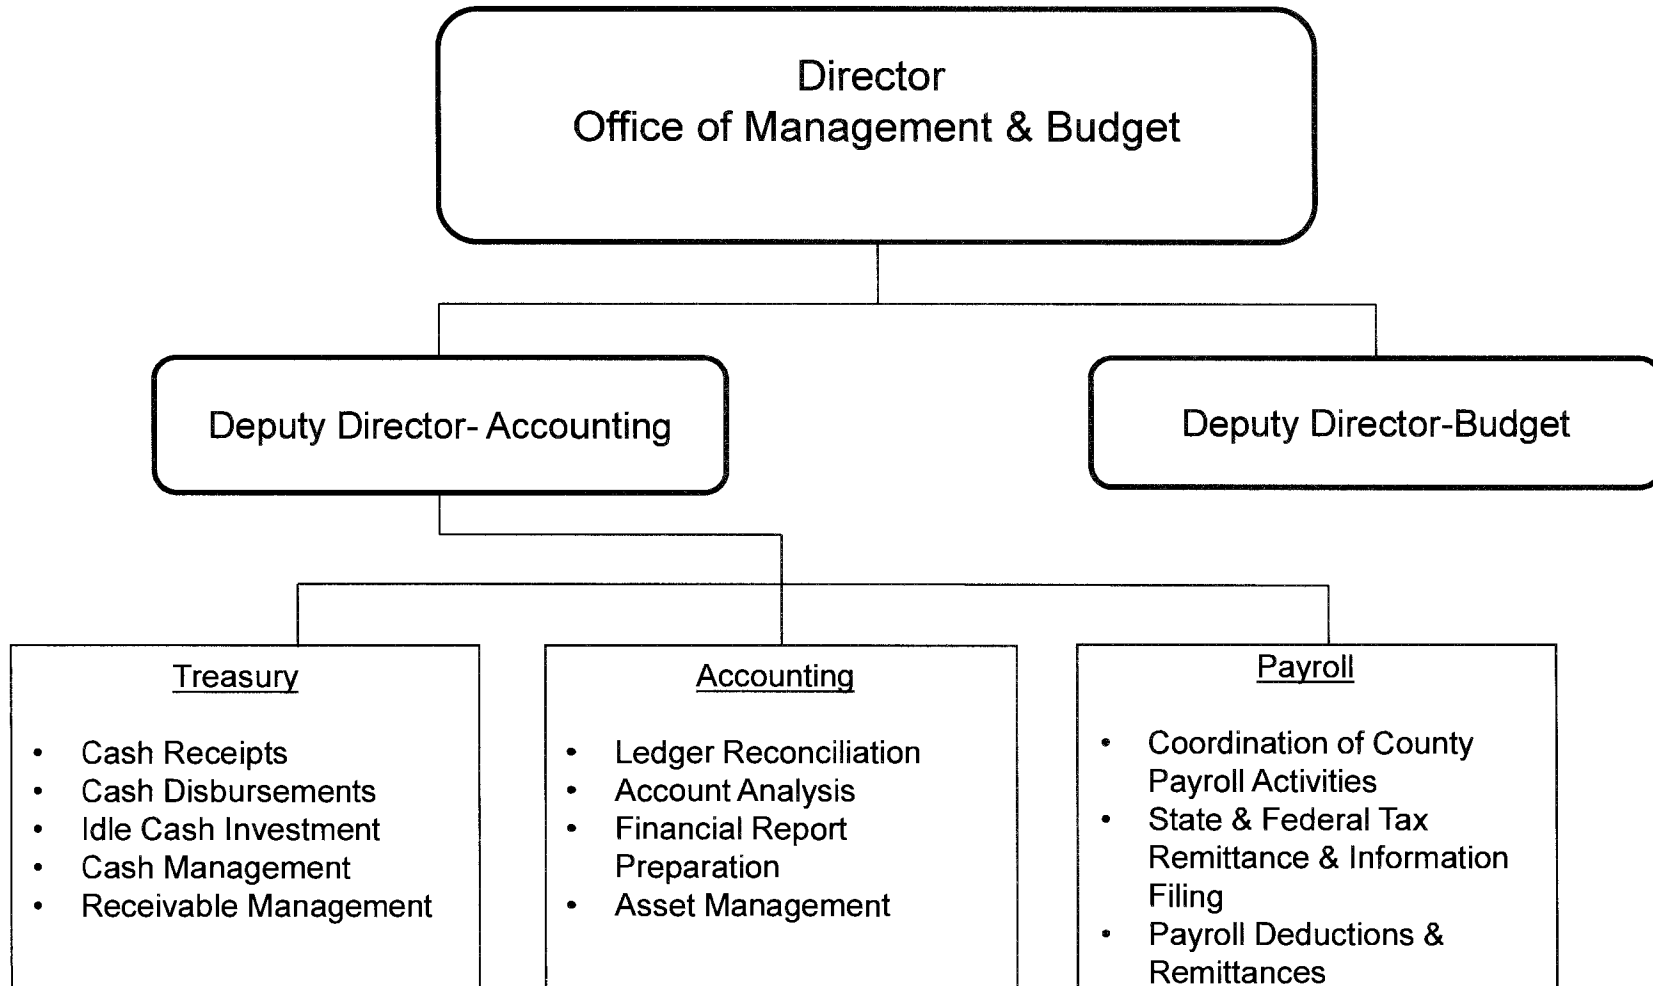 Director
Office of Management & Budget
Deputy Director- Accounting
Deputy Director-Budget
Treasury
• Cash Receipts
• Cash Disbursements
• Idle Cash Investment
• Cash Management
• Receivable Management
Accounting
• Ledger Reconciliation
• Account Analysis
• Financial Report
Preparation
• Asset Management
Payroll
• Coordination of County
Payroll Activities
• State & Federal Tax
Remittance & Information
Filing
• Payroll Deductions &
Remittances